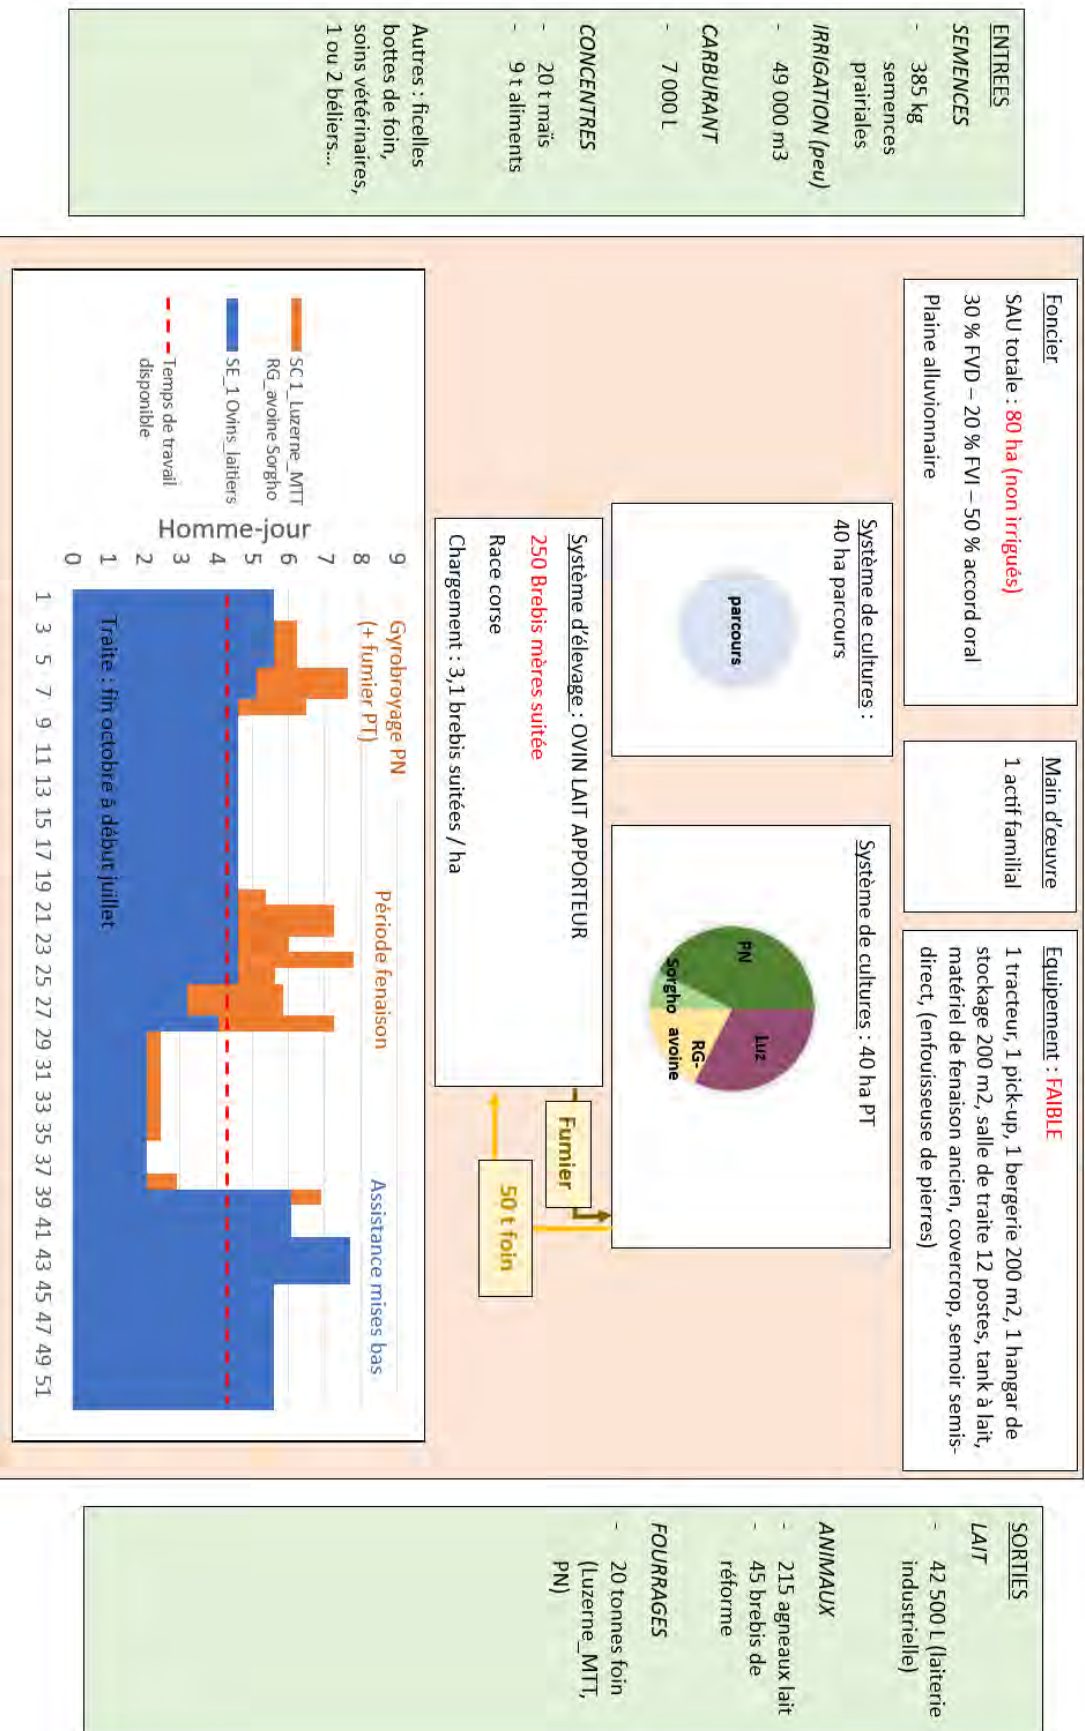 ENTREES
SEMENCES
- 385 kg
semences
prairiales
IRRIGATION (peu)
- 49 000 m3
CARBURANT
- 7 000 L
CONCENTRES
- 20 t maïs
- 9 t aliments
Autres : ficelles
bottes de foin,
soins vétérinaires,
1 ou 2 béliers...
Foncier
SAU totale : 80 ha (non irrigués)
30 % FVD – 20 % FVI – 50 % accord oral
Plaine alluvionnaire
Main d'œuvre
1 actif familial
Equipement : FAIBLE
1 tracteur, 1 pick-up, 1 bergerie 200 m2, 1 hangar de
stockage 200 m2, salle de traite 12 postes, tank à lait,
matériel de fenaison ancien, covercrop, semoir semis-
direct, (enfouisseuse de pierres)
Système de cultures :
40 ha parcours
parcours
Système de cultures : 40 ha PT
PN
Luz
Sorgho
RG-
avoine
Système d'élevage : OVIN LAIT APPORTEUR
250 Brebis mères suitée
Race corse
Chargement : 3,1 brebis suitées / ha
Fumier
50 t foin
SC 1_Luzerne_MTT
RG_avoine Sorgho
SE_1 Ovins_laitiers
Temps de travail
disponible
Homme-jour
9
8
7
6
5
4
3
2
1
0
Gyrobroyage PN
(+ fumier PT)
Période fenaison
Assistance mises bas
Traite : fin octobre à début juillet
1 3 5 7 9 11 13 15 17 19 21 23 25 27 29 31 33 35 37 39 41 43 45 47 49 51
SORTIES
LAIT
- 42 500 L (laiterie
industrielle)
ANIMAUX
- 215 agneaux lait
- 45 brebis de
réforme
FOURRAGES
- 20 tonnes foin
(Luzerne_MTT,
PN)